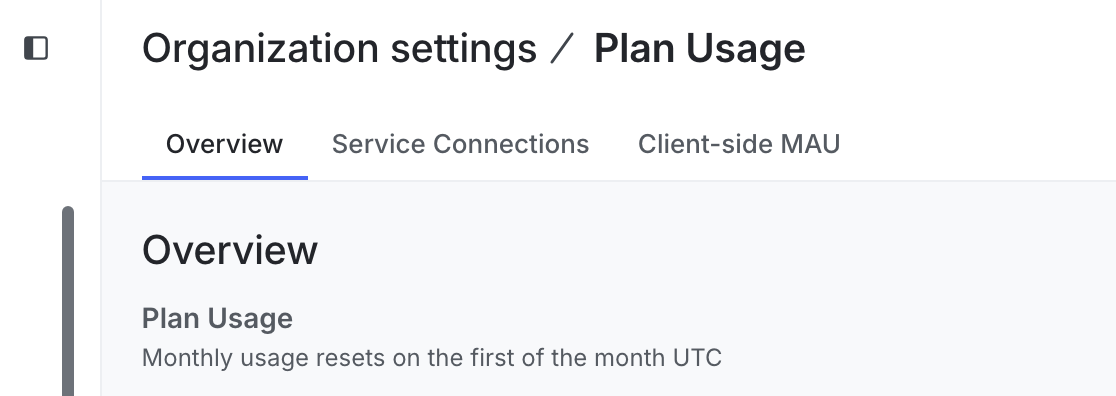 Organization settings / Plan Usage
Overview Service Connections Client-side MAU
Overview
Plan Usage
Monthly usage resets on the first of the month UTC